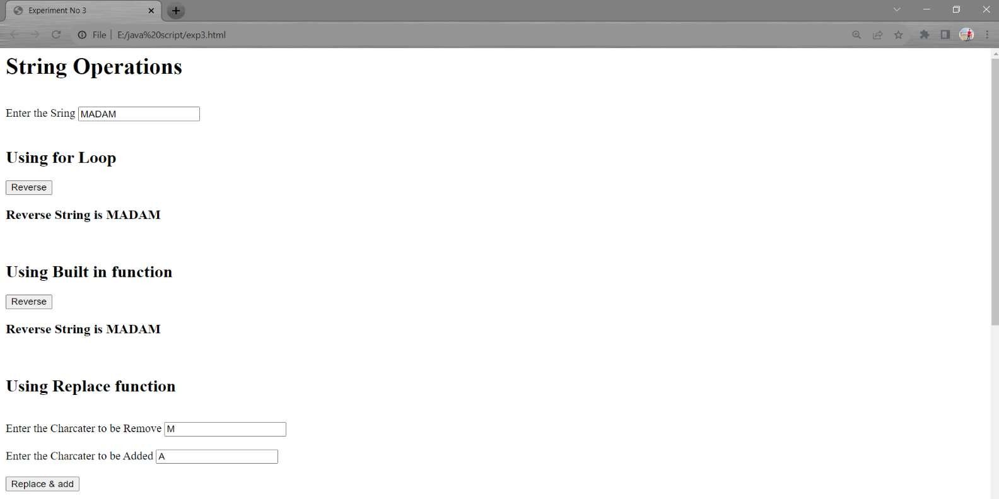 Experiment No 3
File | E:/java%20script/exp3.html
String Operations
Enter the Sring MADAM
Using for Loop
Reverse
Reverse String is MADAM
Using Built in function
Reverse
Reverse String is MADAM
Using Replace function
Enter the Charcater to be Remove M
Enter the Charcater to be Added A
Replace & add